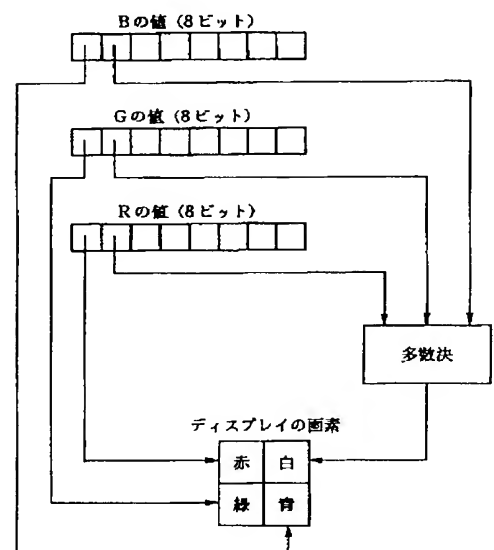 Bの値（8ビット）
Gの値（8ビット）
Rの値（8ビット）
多数決
ディスプレイの画素
赤 白
緑 青